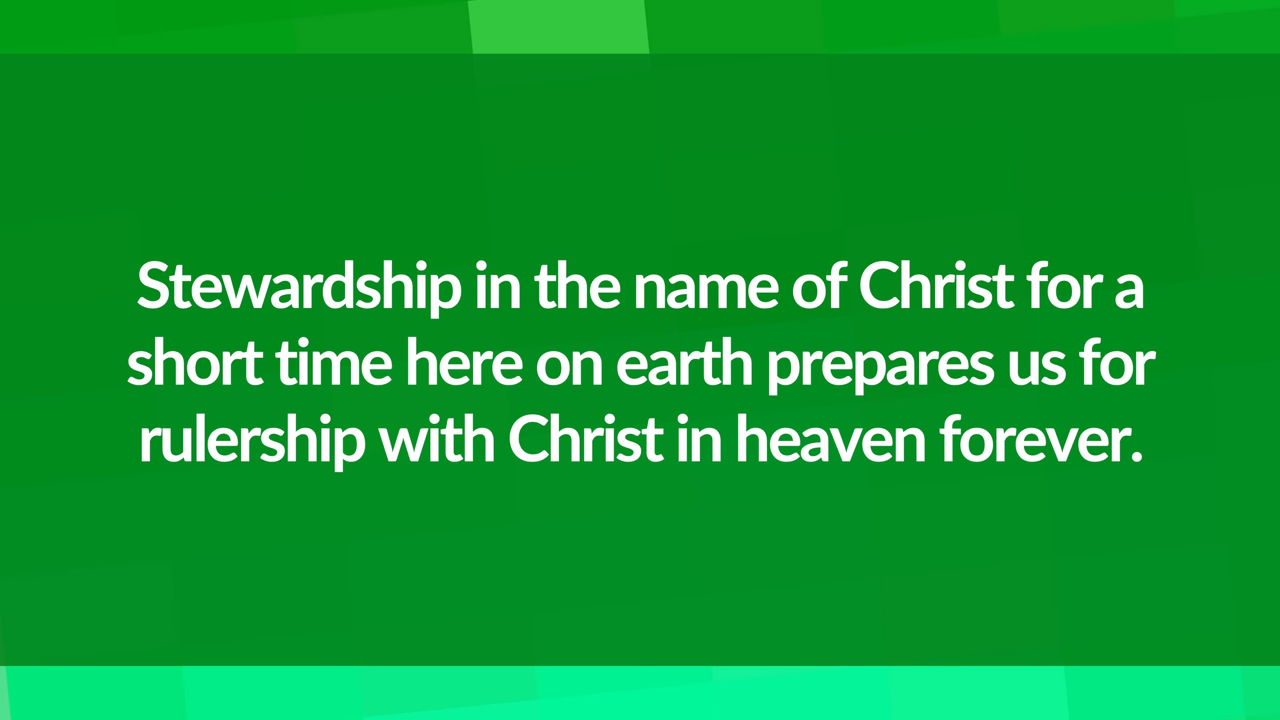 Stewardship in the name of Christ for a
short time here on earth prepares us for
rulership with Christ in heaven forever.